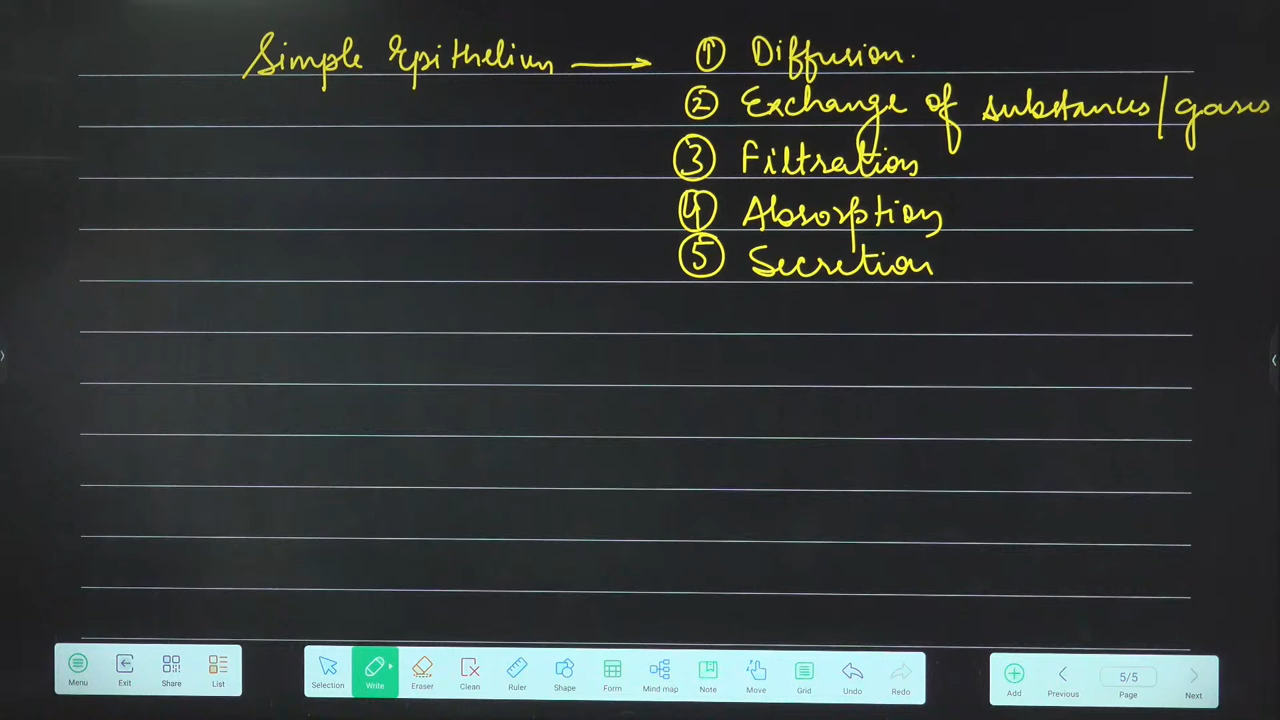 Simple Epithelium → ① Diffusion.
② Exchange of substances/gases
③ Filtration
④ Absorption
⑤ Secretion
Menu Exit Share List Selection Write Eraser Clean Ruler Shape Form Mind map Note Move Grid Undo Redo Add Previous 5/5 Page Next